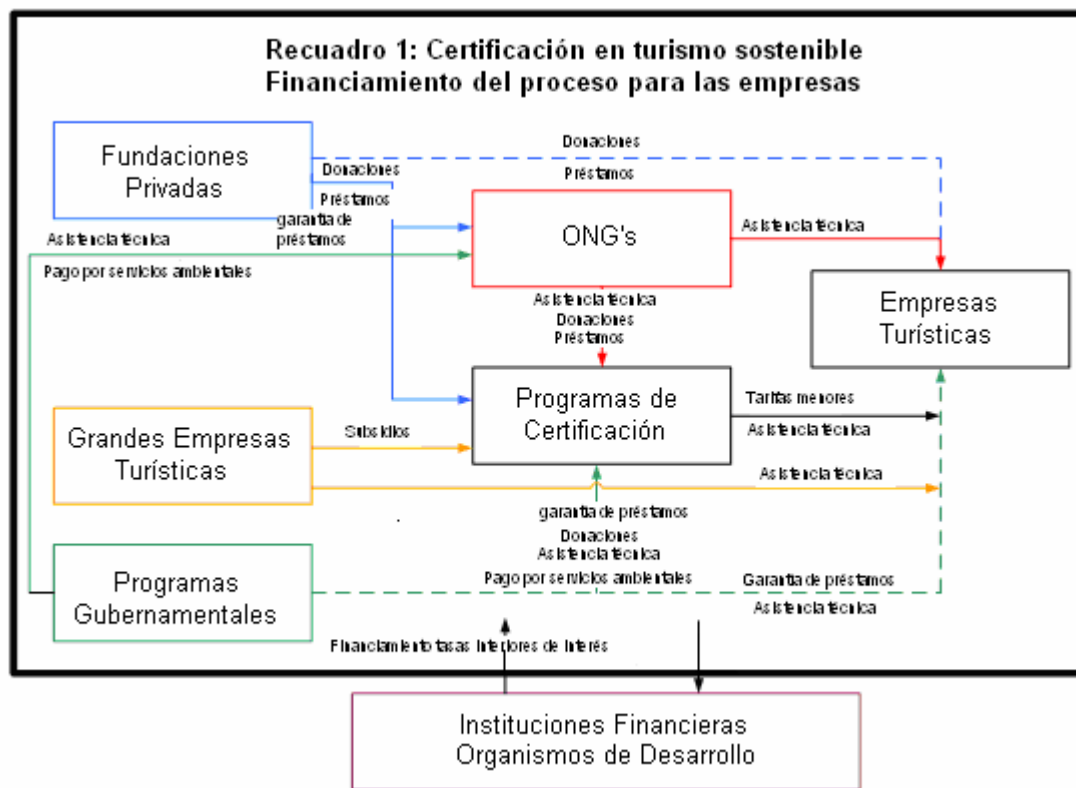 Recuadro 1: Certificación en turismo sostenible
Financiamiento del proceso para las empresas
Fundaciones
Privadas
Donaciones
Préstamos
Donaciones
Préstamos
garantía de
préstamos
Asistencia técnica
Pago por servicios ambientales
ONG's
Asistencia técnica
Empresas
Turísticas
Asistencia técnica
Donaciones
Préstamos
Programas de
Certificación
Tarifas menores
Asistencia técnica
Grandes Empresas
Turísticas
Subsidios
Asistencia técnica
garantía de préstamos
Donaciones
Asistencia técnica
Pago por servicios ambientales
Programas
Gubernamentales
Garantía de préstamos
Asistencia técnica
Financiamiento tasas interiores de interés
Instituciones Financieras
Organismos de Desarrollo